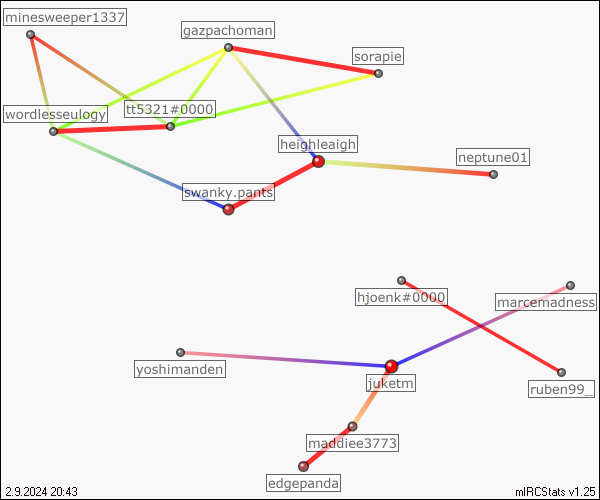 minesweeper1337
gazpachoman
sorapie
wordlesseulogy
tt5321#0000
heighleaigh
neptune01
swanky.pants
hjoenk#0000
marcemadness
yoshimanden
juketm
ruben99_
maddiee3773
edgepanda
2.9.2024 20:43
mIRCStats v1.25